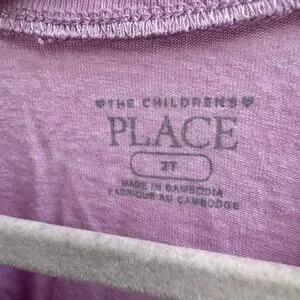 ♥THE CHILDREN'S♥
PLACE
2T
MADE IN CAMBODIA
FABRIQUÉ AU CAMBODGE